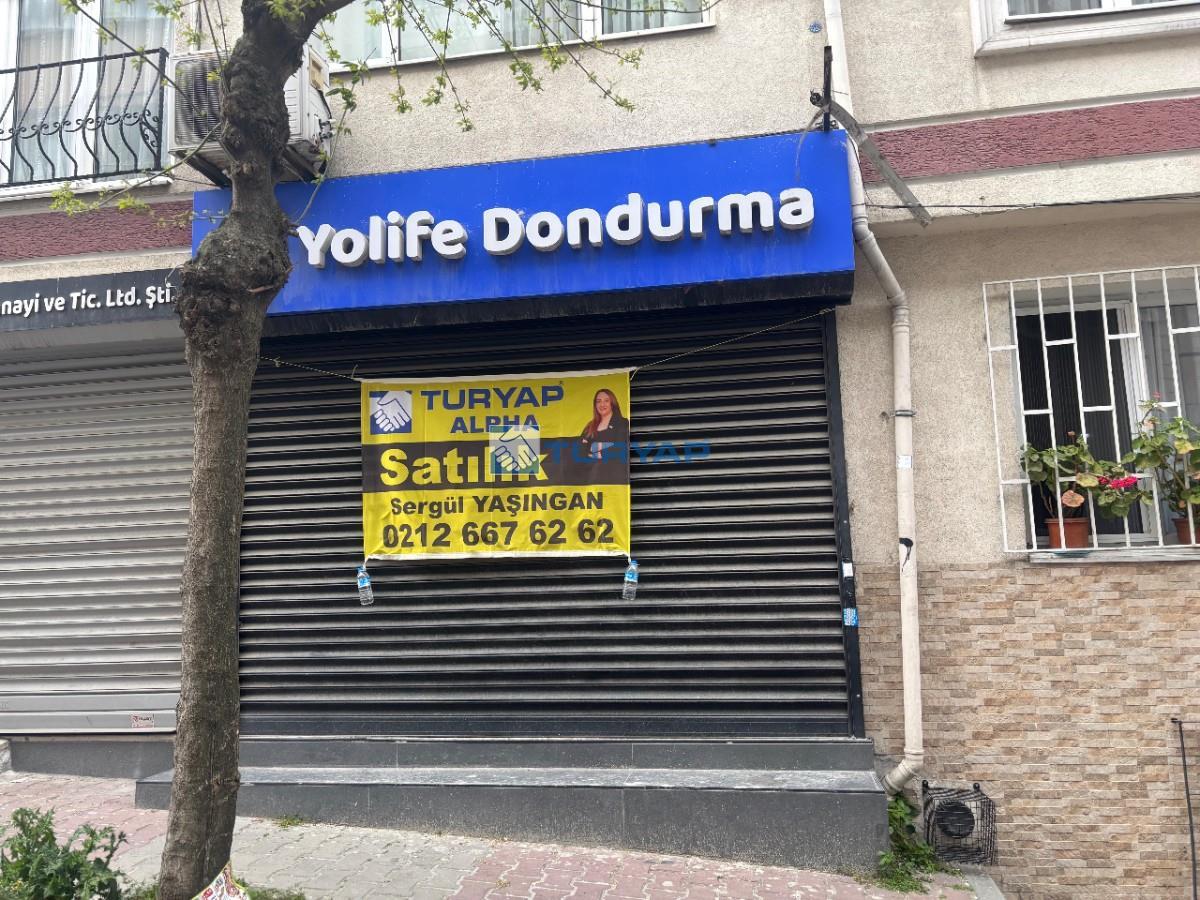 Yolife Dondurma
nayi ve Tic. Ltd. Şti.
TURYAP
ALPHA
Satılık
TURYAP
Sergül YAŞINGAN
0212 667 62 62